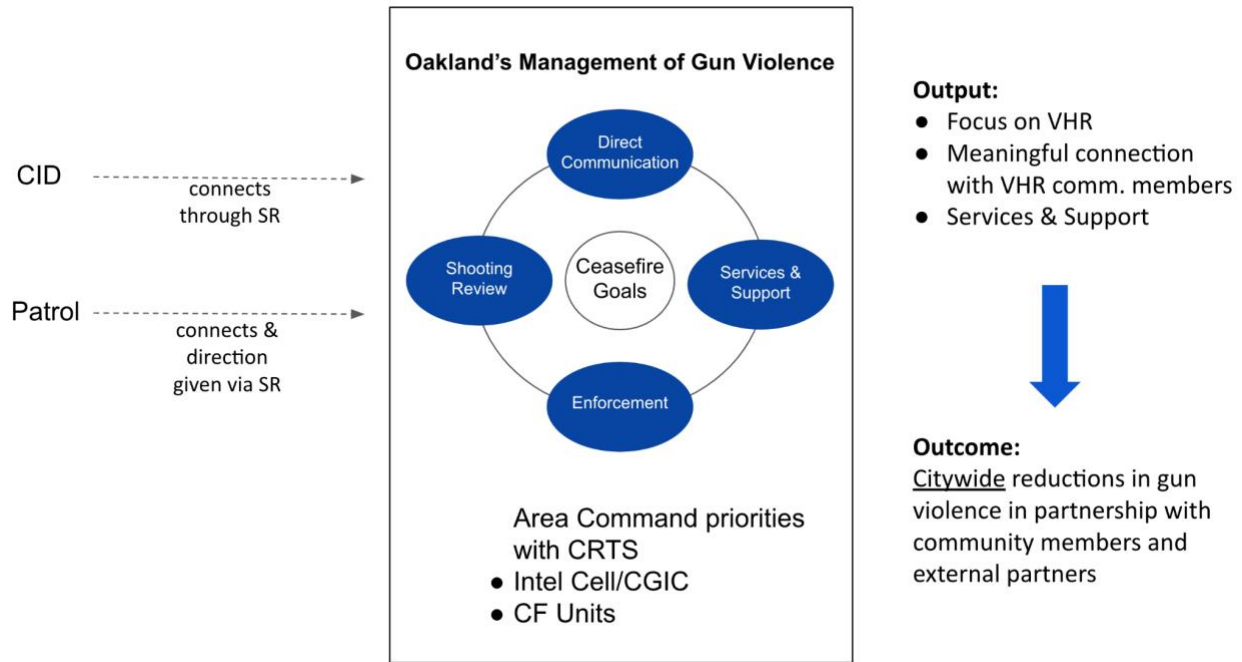 Oakland's Management of Gun Violence
CID
connects
through SR
Patrol
connects &
direction
given via SR
Direct
Communication
Shooting
Review
Ceasefire
Goals
Services &
Support
Enforcement
Area Command priorities
with CRTS
● Intel Cell/CGIC
● CF Units
Output:
● Focus on VHR
● Meaningful connection
with VHR comm. members
● Services & Support
Outcome:
Citywide reductions in gun
violence in partnership with
community members and
external partners